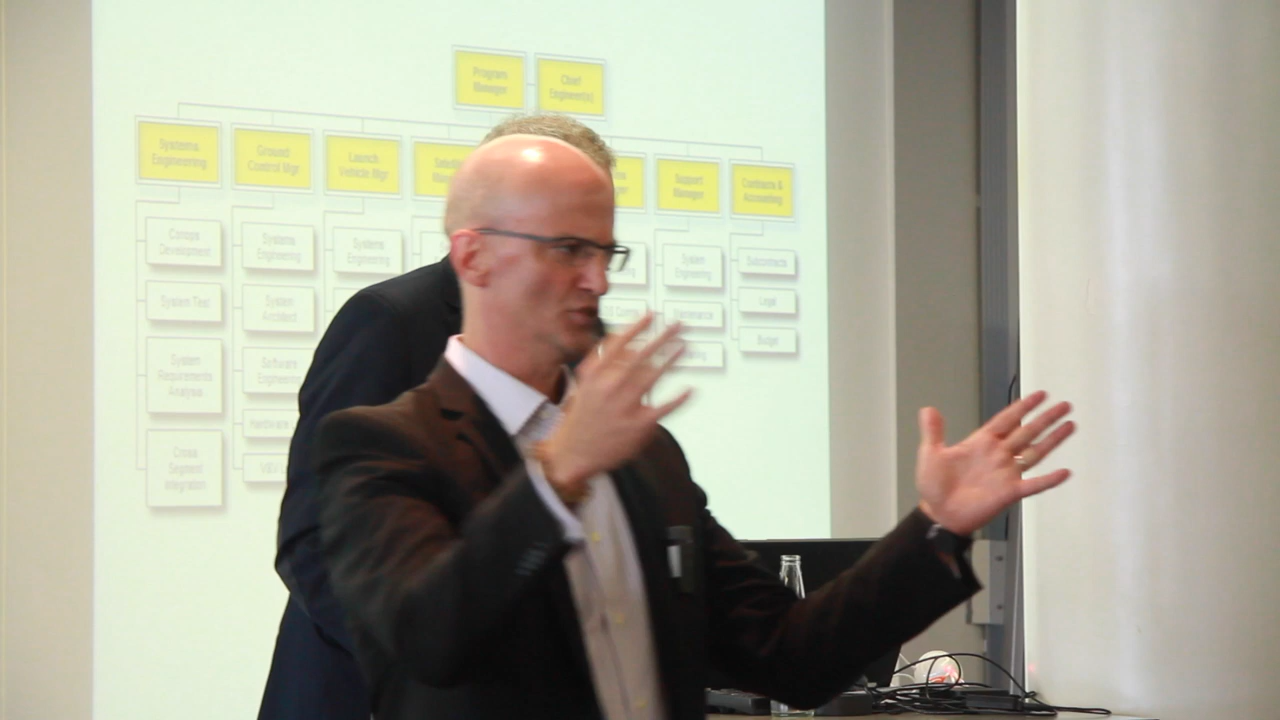 Program
Manager
Chief
Engineer(s)
Systems
Engineering
Ground
Control Mgr
Launch
Vehicle Mgr
Support
Manager
Contracts &
Accounting
Conops
Development
Systems
Engineering
Systems
Engineering
System
Engineering
Subcontracts
System Test
System
Architect
Maintenance
Legal
System
Requirements
Analysis
Software
Engineering
Budget
Hardware
Cross
Segment
Integration
V&V